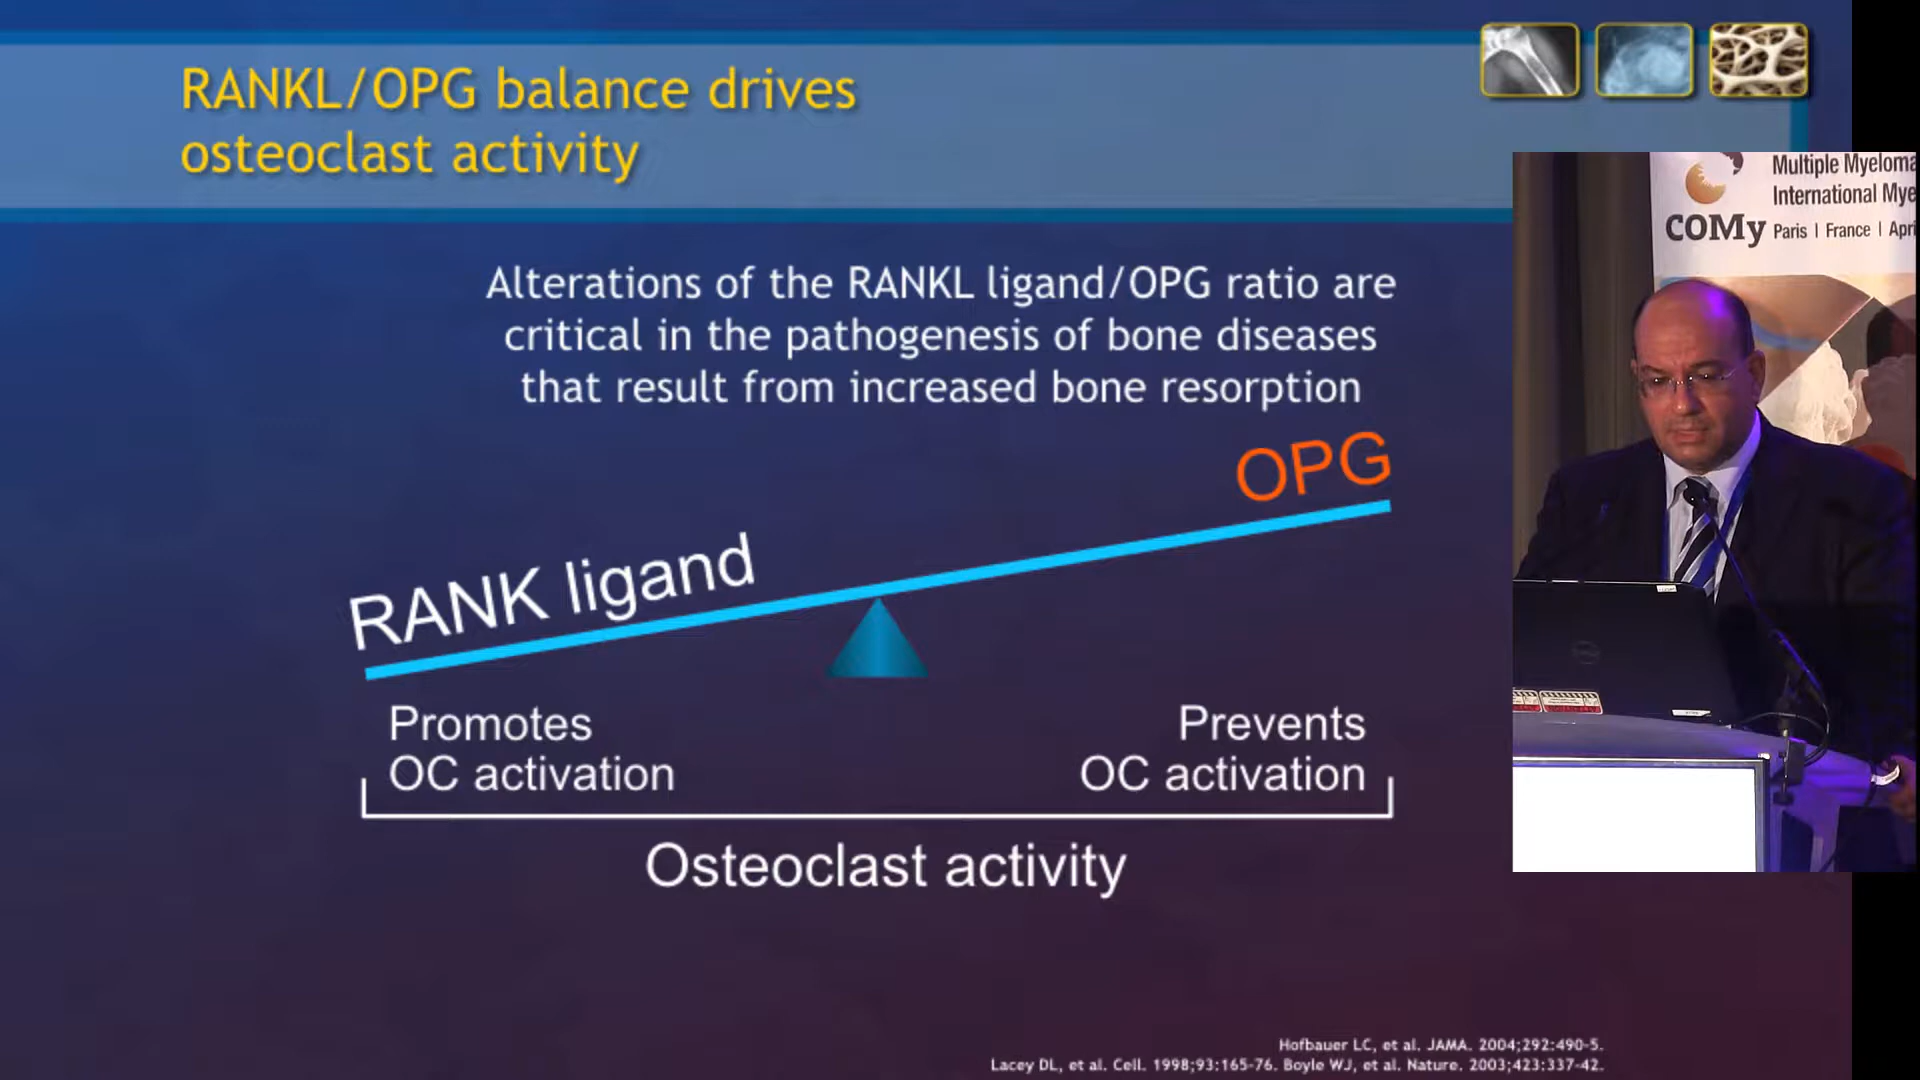 RANKL/OPG balance drives
osteoclast activity
Multiple Myeloma
International Mye
COMy
Paris | France | Apri
Alterations of the RANKL ligand/OPG ratio are
critical in the pathogenesis of bone diseases
that result from increased bone resorption
OPG
RANK ligand
Promotes
OC activation
Prevents
OC activation
Osteoclast activity
Hofbauer LC, et al. JAMA. 2004;292:490-5.
Lacey DL, et al. Cell. 1998;93:165-76. Boyle WJ, et al. Nature. 2003;423:337-42.